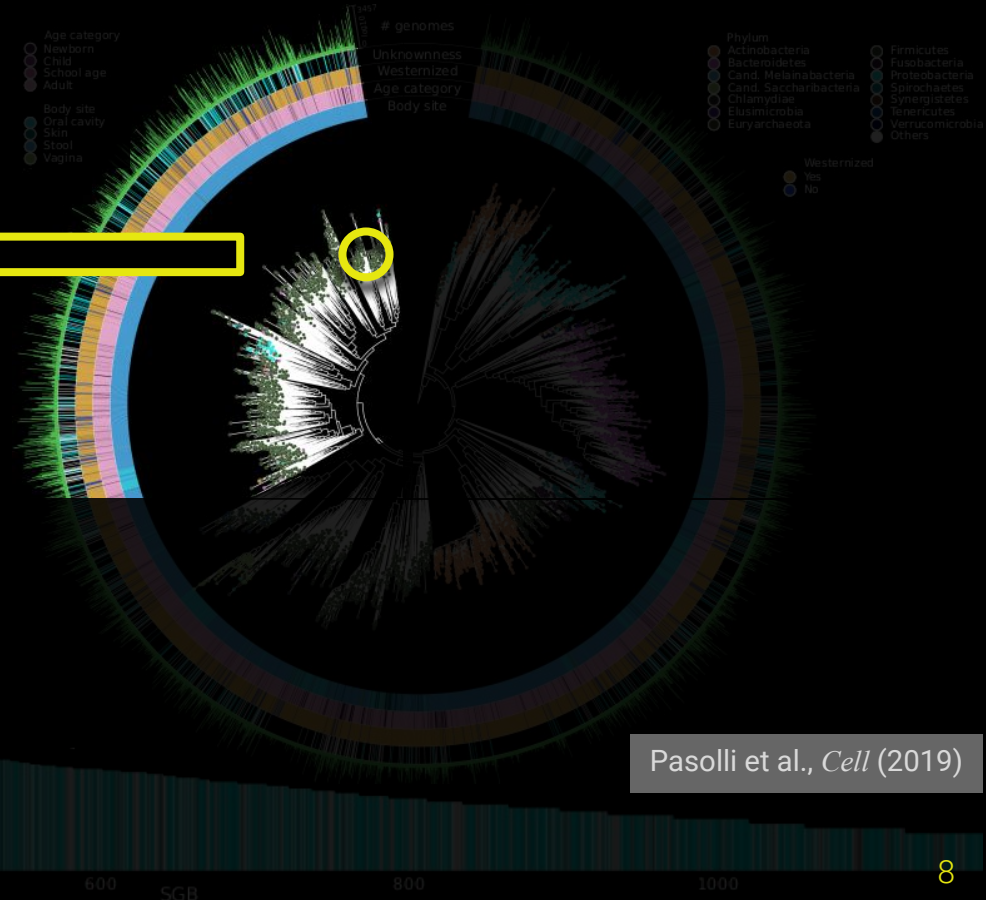 Age category
Newborn
Child
School age
Adult
Body site
Oral cavity
Skin
Stool
Vagina
# genomes
Unknownness
Westernized
Age category
Body site
Phylum
Actinobacteria
Bacteroidetes
Cand. Melainabacteria
Cand. Saccharibacteria
Chlamydiae
Elusimicrobia
Euryarchaeota
Firmicutes
Fusobacteria
Proteobacteria
Spirochaetes
Synergistetes
Tenericutes
Verrucomicrobia
Others
Westernized
Yes
No
Pasolli et al., Cell (2019)
600
800
1000
SGB
8